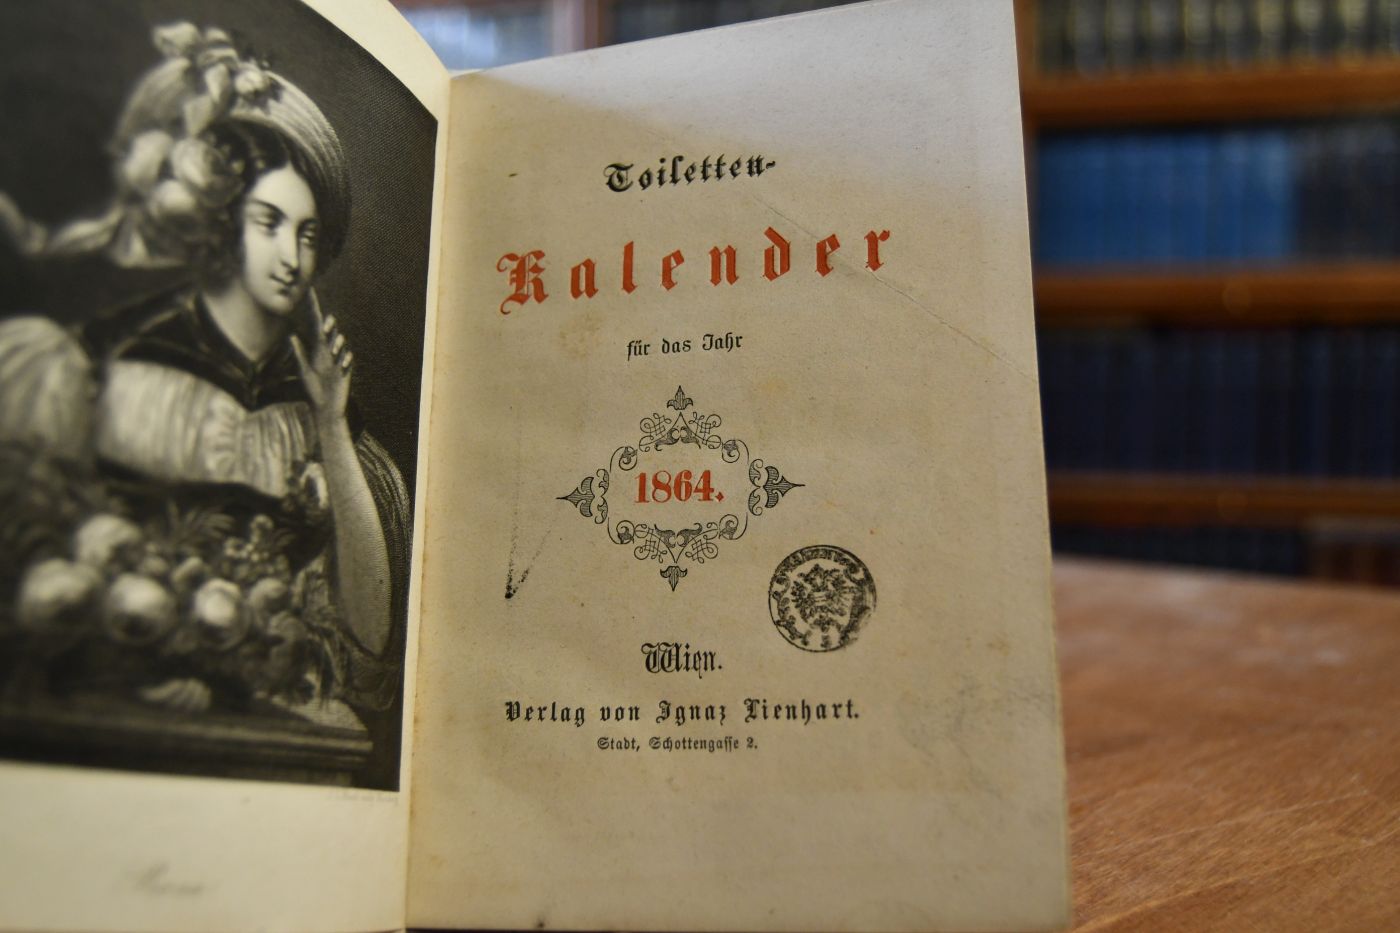 Toiletten-
Kalender
für das Jahr
1864.
Wien.
Verlag von Ignaz Lienhart.
Stadt, Schottengasse 2.